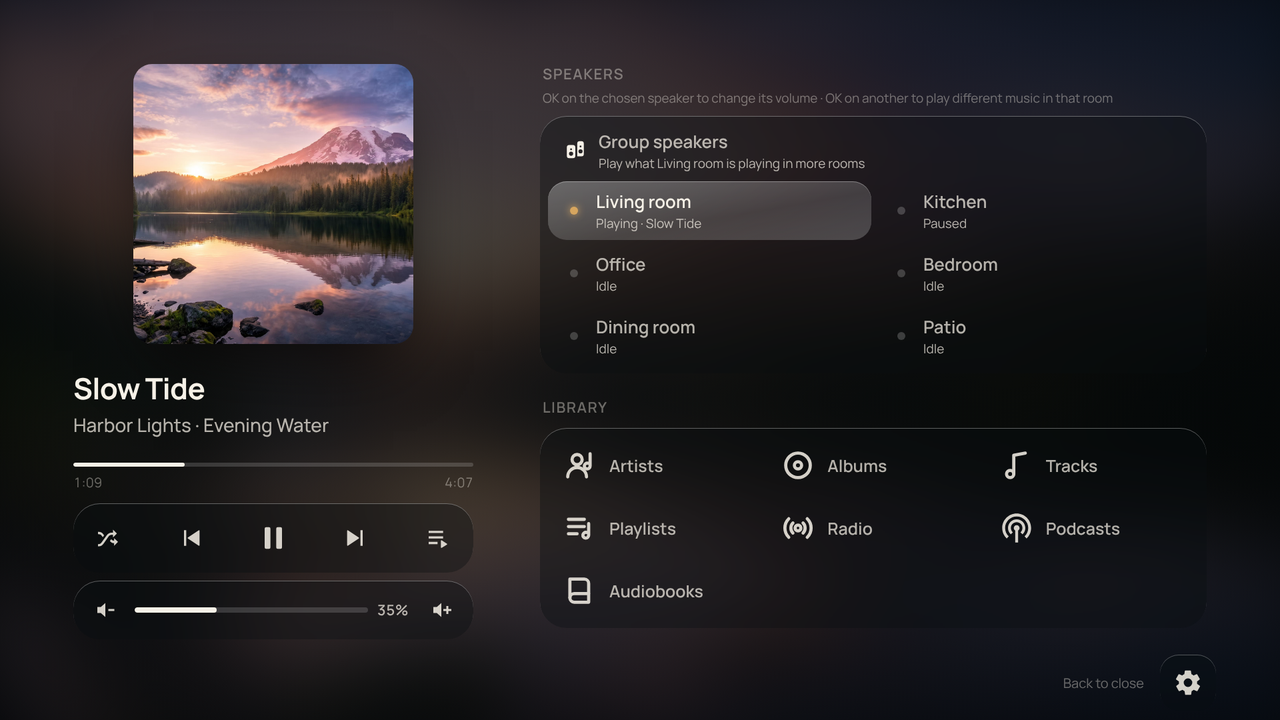 Slow Tide
Harbor Lights · Evening Water
1:09
4:07
35%
SPEAKERS
OK on the chosen speaker to change its volume · OK on another to play different music in that room
Group speakers
Play what Living room is playing in more rooms
Living room
Playing · Slow Tide
Kitchen
Paused
Office
Idle
Bedroom
Idle
Dining room
Idle
Patio
Idle
LIBRARY
Artists
Albums
Tracks
Playlists
Radio
Podcasts
Audiobooks
Back to close